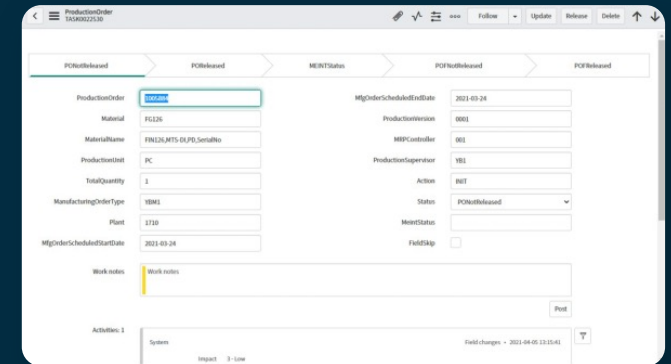 ProductionOrder
TASK0022530
Follow Update Release Delete
PONotReleased POReleased MEINTStatus POFNotReleased POFReleased
ProductionOrder
MfgOrderScheduledEndDate 2021-03-24
Material FG126 ProductionVersion 0001
MaterialName FIN126,MTS-DI,PD,SerialNo MRPController 001
ProductionUnit PC ProductionSupervisor YB1
TotalQuantity 1 Action INIT
ManufacturingOrderType YBM1 Status PONotReleased
Plant 1710 MeintStatus
MfgOrderScheduledStartDate 2021-03-24 FieldSkip
Work notes Work notes
Post
Activities: 1
System Field changes • 2021-04-05 13:15:41
Impact 3 - Low